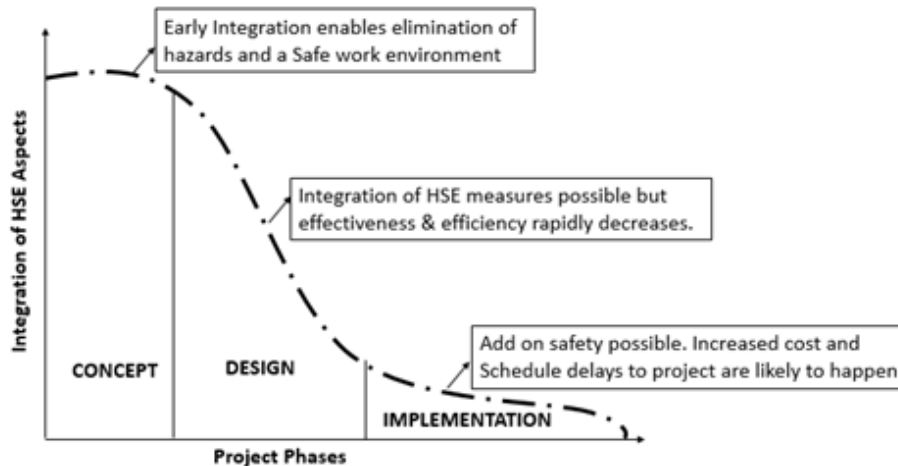 Early Integration enables elimination of
hazards and a Safe work environment
Integration of HSE Aspects
Integration of HSE measures possible but
effectiveness & efficiency rapidly decreases.
Add on safety possible. Increased cost and
Schedule delays to project are likely to happen
CONCEPT
DESIGN
IMPLEMENTATION
Project Phases